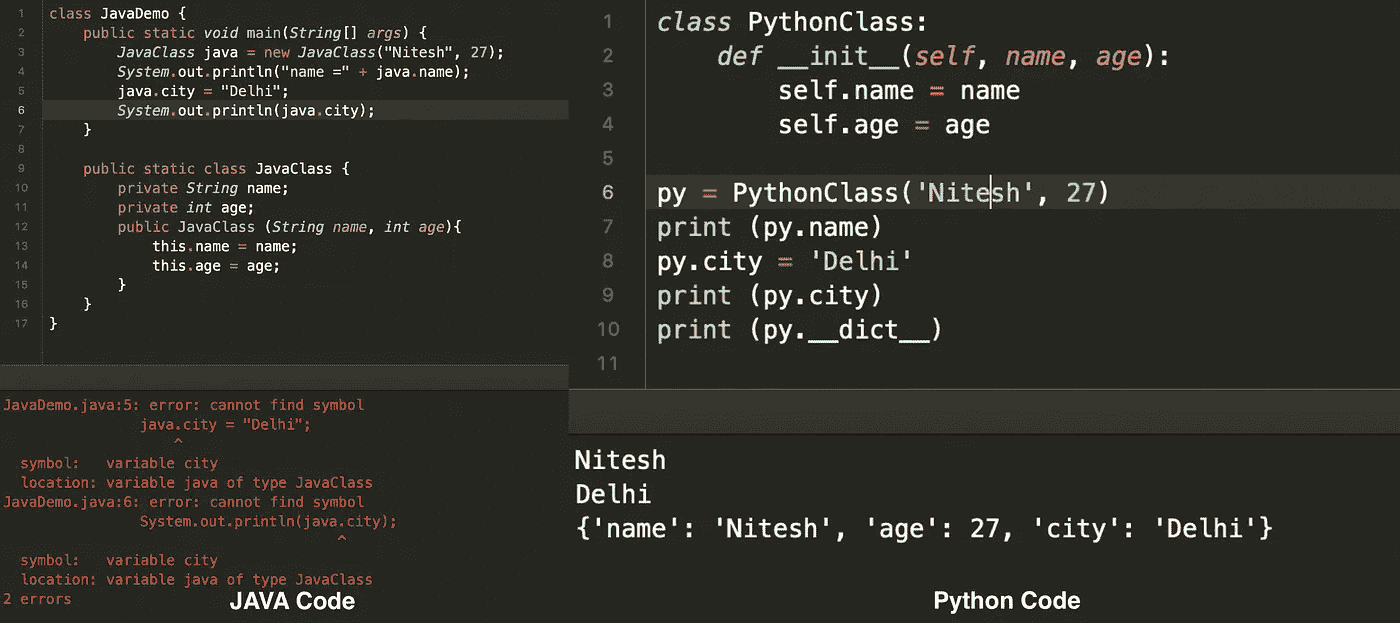 1 class JavaDemo {
2     public static void main(String[] args) {
3         JavaClass java = new JavaClass("Nitesh", 27);
4         System.out.println("name =" + java.name);
5         java.city = "Delhi";
6         System.out.println(java.city);
7     }
8
9     public static class JavaClass {
10         private String name;
11         private int age;
12         public JavaClass (String name, int age){
13             this.name = name;
14             this.age = age;
15         }
16     }
17 }
JavaDemo.java:5: error: cannot find symbol
                java.city = "Delhi";
                    ^
  symbol:   variable city
  location: variable java of type JavaClass
JavaDemo.java:6: error: cannot find symbol
                System.out.println(java.city);
                                       ^
  symbol:   variable city
  location: variable java of type JavaClass
2 errors
JAVA Code
1 class PythonClass:
2     def __init__(self, name, age):
3         self.name = name
4         self.age = age
5
6 py = PythonClass('Nitesh', 27)
7 print (py.name)
8 py.city = 'Delhi'
9 print (py.city)
10 print (py.__dict__)
11
Nitesh
Delhi
{'name': 'Nitesh', 'age': 27, 'city': 'Delhi'}
Python Code